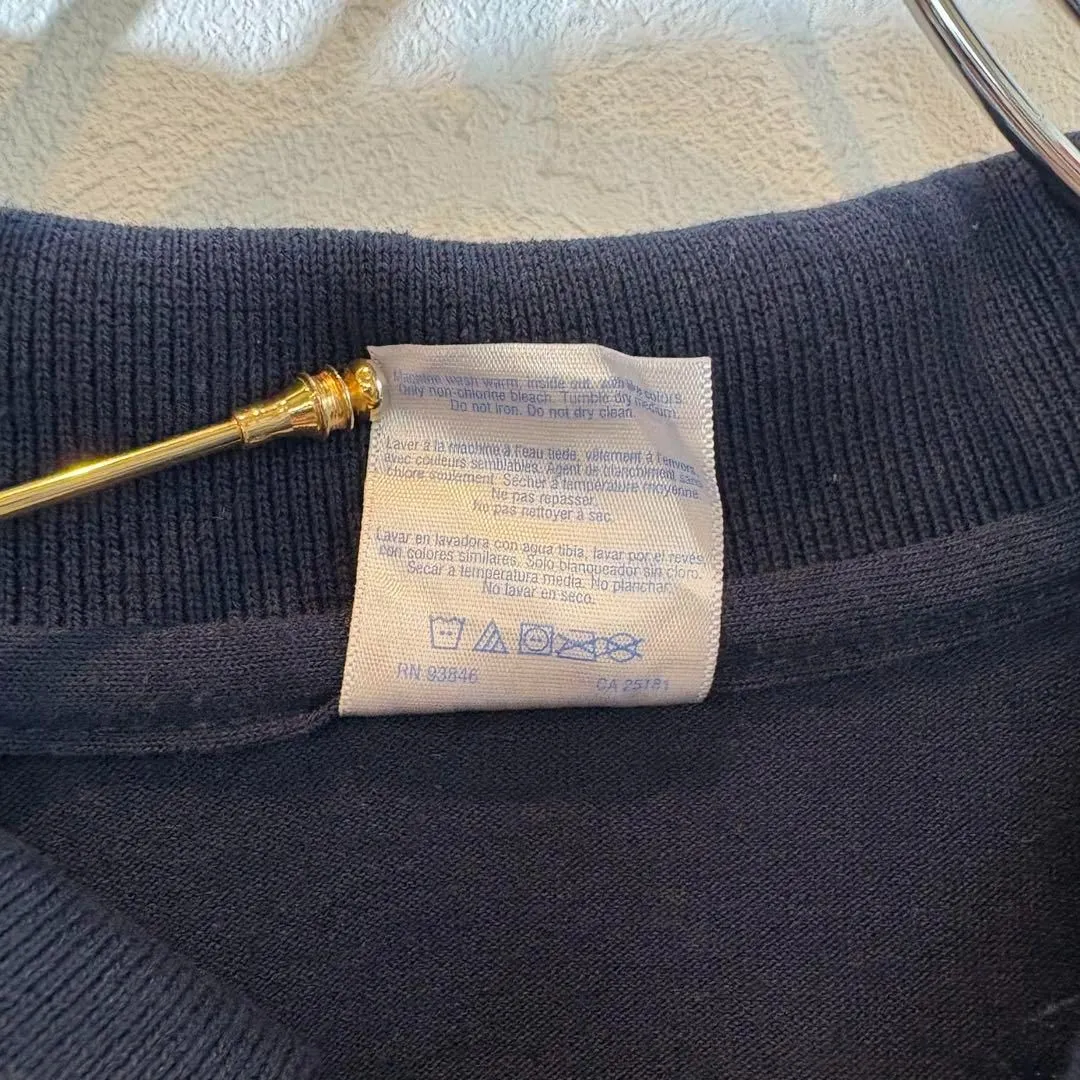 Machine wash warm, inside out, with like colors.
Only non-chlorine bleach. Tumble dry medium.
Do not iron. Do not dry clean.
Laver à la machine à l'eau tiède, vêtement à l'envers,
avec couleurs semblables. Agent de blanchiment sans
chlore seulement. Sécher à température moyenne.
Ne pas repasser.
Ne pas nettoyer à sec.
Lavar en lavadora con agua tibia, lavar por el revés
con colores similares. Solo blanqueador sin cloro.
Secar a temperatura media. No planchar.
No lavar en seco.
RN 93846
CA 25181